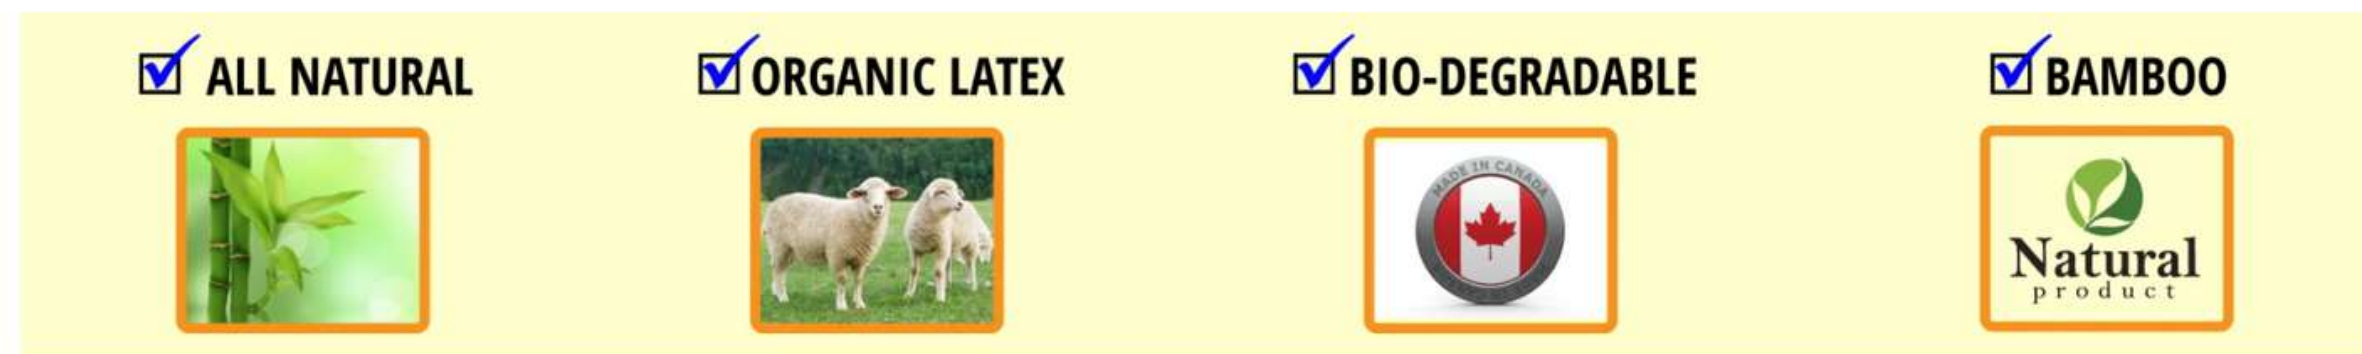 ALL NATURAL
ORGANIC LATEX
BIO-DEGRADABLE
BAMBOO
MADE IN CANADA
Natural
product